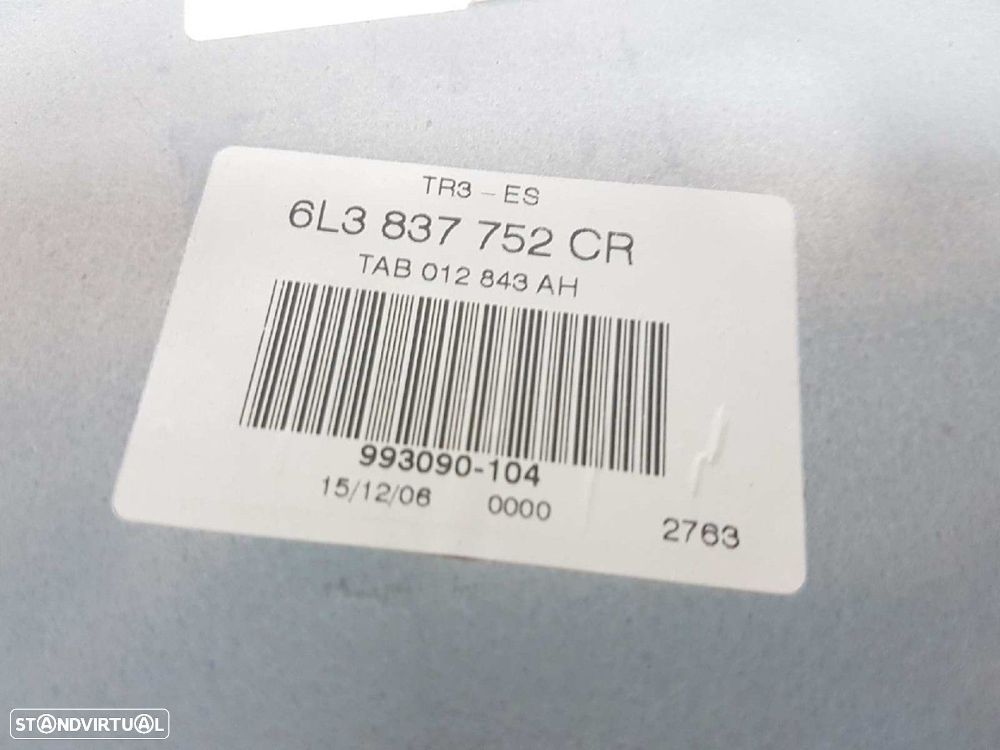 TR3 - ES
6L3 837 752 CR
TAB 012 843 AH
993090-104
15/12/06 0000
2763
STANDVIRTUAL